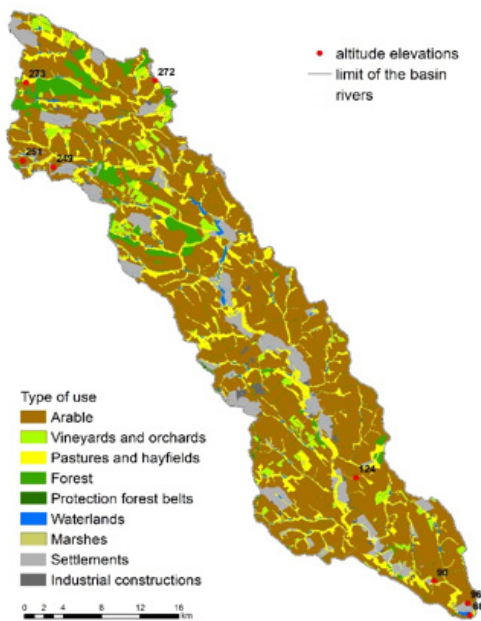 altitude elevations
limit of the basin
rivers
273
272
251
249
124
90
96
Type of use
Arable
Vineyards and orchards
Pastures and hayfields
Forest
Protection forest belts
Waterlands
Marshes
Settlements
Industrial constructions
0 2 4 8 12 16
km